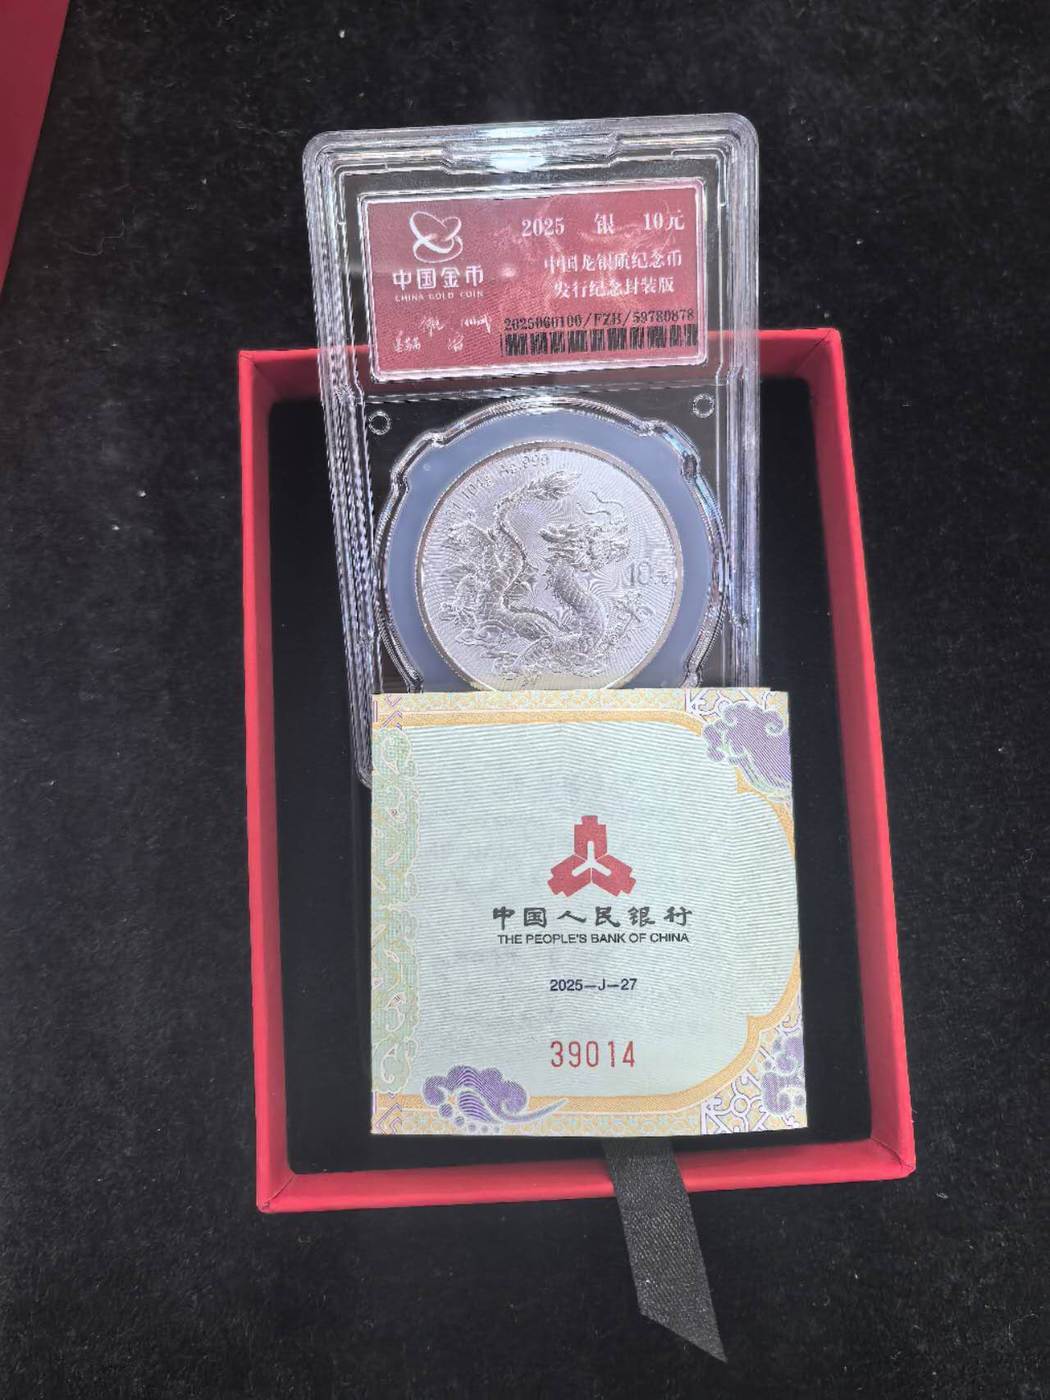 中国金币
CHINA GOLD COIN
2025 银 10元
中国龙银质纪念币
发行纪念封装版
2025060100/FZB/59780878
10元
中国人民银行
THE PEOPLE'S BANK OF CHINA
2025-J-27
39014